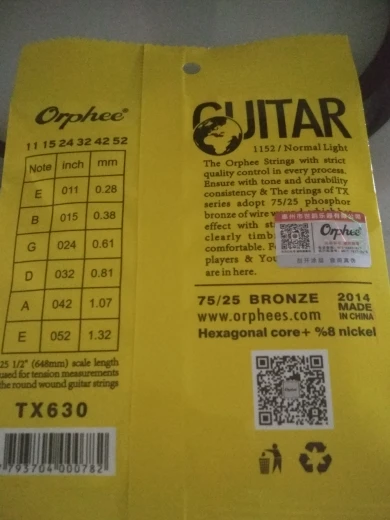 Orphee®
11 15 24 32 42 52
Note inch mm
E 011 0.28
B 015 0.38
G 024 0.61
D 032 0.81
A 042 1.07
E 052 1.32
25 1/2" (648mm) scale length
used for tension measurements
the round wound guitar strings
TX630
793704 000782
GUITAR
1152 / Normal Light
The Orphee Strings with strict
quality control in every process.
Ensure with tone and durability
consistency & The strings of TX
series adopt 75/25 phosphor
bronze of wire
effect with
clearly
comfortable.
players &
are in here.
Orphee
75/25 BRONZE 2014
MADE
www.orphees.com IN CHINA
Hexagonal core+ %8 nickel